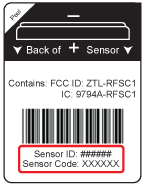 Peel
Back of + Sensor
Contains: FCC ID: ZTL-RFSC1
IC: 9794A-RFSC1
Sensor ID: ######
Sensor Code: XXXXXX